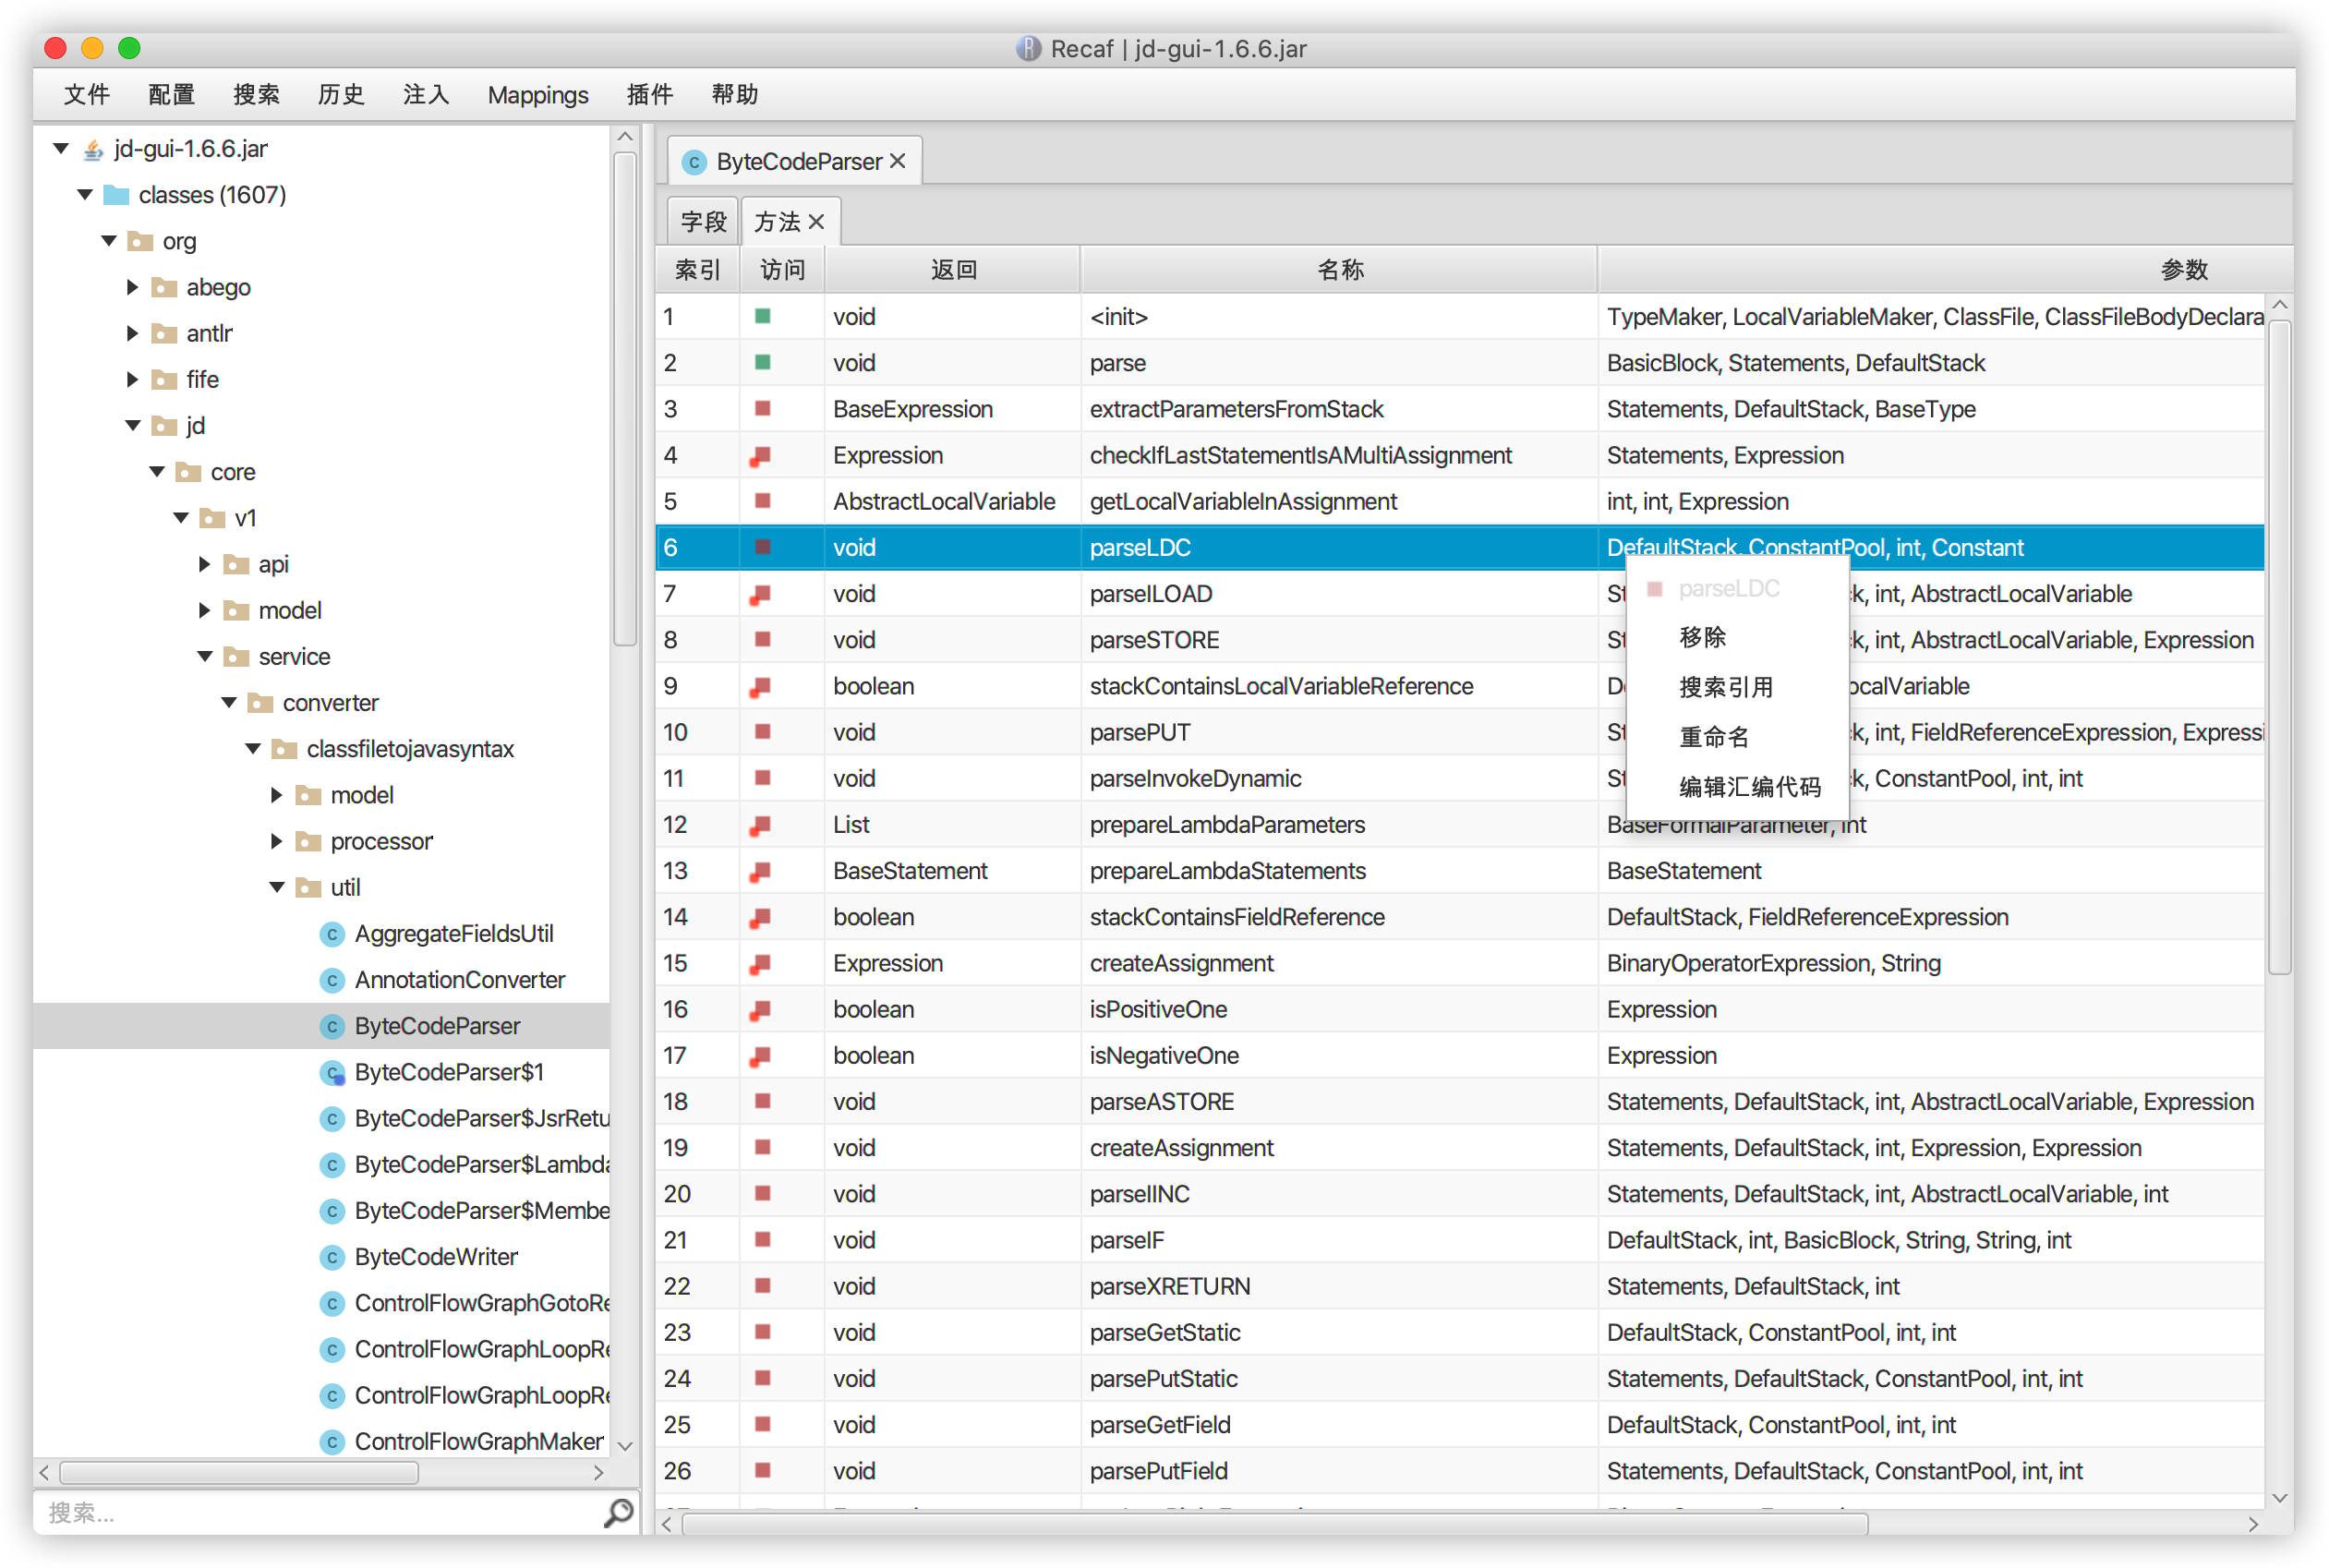 Recaf | jd-gui-1.6.6.jar
文件 配置 搜索 历史 注入 Mappings 插件 帮助
jd-gui-1.6.6.jar
classes (1607)
org
abego
antlr
fife
jd
core
v1
api
model
service
converter
classfiletojavasyntax
model
processor
util
AggregateFieldsUtil
AnnotationConverter
ByteCodeParser
ByteCodeParser$1
ByteCodeParser$JsrRetu
ByteCodeParser$Lambda
ByteCodeParser$Membe
ByteCodeWriter
ControlFlowGraphGotoRe
ControlFlowGraphLoopRe
ControlFlowGraphLoopRe
ControlFlowGraphMaker
搜索...
ByteCodeParser
字段 方法
索引 访问 返回 名称 参数
1 void <init> TypeMaker, LocalVariableMaker, ClassFile, ClassFileBodyDeclara
2 void parse BasicBlock, Statements, DefaultStack
3 BaseExpression extractParametersFromStack Statements, DefaultStack, BaseType
4 Expression checkIfLastStatementIsAMultiAssignment Statements, Expression
5 AbstractLocalVariable getLocalVariableInAssignment int, int, Expression
6 void parseLDC DefaultStack, ConstantPool, int, Constant
7 void parseILOAD St k, int, AbstractLocalVariable
8 void parseSTORE St k, int, AbstractLocalVariable, Expression
9 boolean stackContainsLocalVariableReference De ocalVariable
10 void parsePUT St k, int, FieldReferenceExpression, Expressi
11 void parseInvokeDynamic St k, ConstantPool, int, int
12 List prepareLambdaParameters BaseFormalParameter, int
13 BaseStatement prepareLambdaStatements BaseStatement
14 boolean stackContainsFieldReference DefaultStack, FieldReferenceExpression
15 Expression createAssignment BinaryOperatorExpression, String
16 boolean isPositiveOne Expression
17 boolean isNegativeOne Expression
18 void parseASTORE Statements, DefaultStack, int, AbstractLocalVariable, Expression
19 void createAssignment Statements, DefaultStack, int, Expression, Expression
20 void parseIINC Statements, DefaultStack, int, AbstractLocalVariable, int
21 void parseIF DefaultStack, int, BasicBlock, String, String, int
22 void parseXRETURN Statements, DefaultStack, int
23 void parseGetStatic DefaultStack, ConstantPool, int, int
24 void parsePutStatic Statements, DefaultStack, ConstantPool, int, int
25 void parseGetField DefaultStack, ConstantPool, int, int
26 void parsePutField Statements, DefaultStack, ConstantPool, int, int
parseLDC
移除
搜索引用
重命名
编辑汇编代码